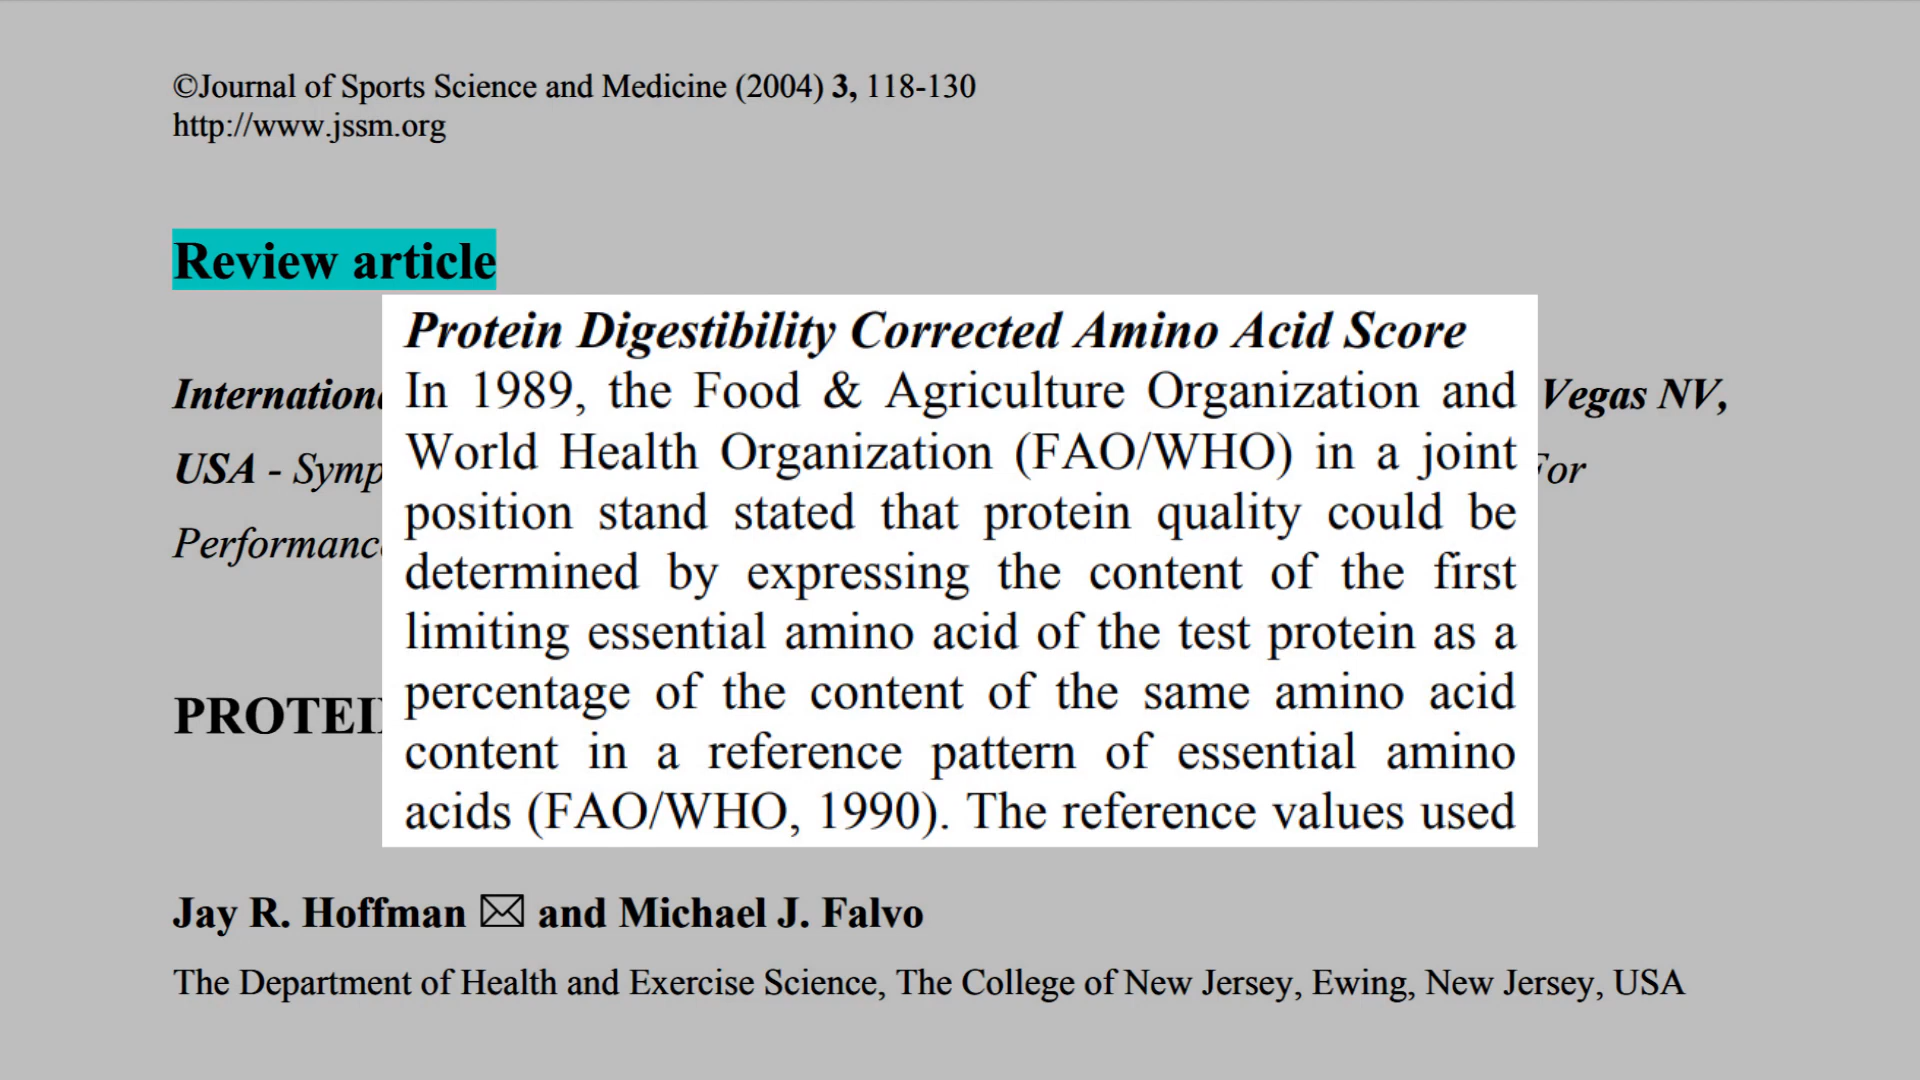 ©Journal of Sports Science and Medicine (2004) 3, 118-130
http://www.jssm.org
Review article
Protein Digestibility Corrected Amino Acid Score
In 1989, the Food & Agriculture Organization and
World Health Organization (FAO/WHO) in a joint
position stand stated that protein quality could be
determined by expressing the content of the first
limiting essential amino acid of the test protein as a
percentage of the content of the same amino acid
content in a reference pattern of essential amino
acids (FAO/WHO, 1990). The reference values used
Vegas NV,
USA -
Jay R. Hoffman ✉ and Michael J. Falvo
The Department of Health and Exercise Science, The College of New Jersey, Ewing, New Jersey, USA